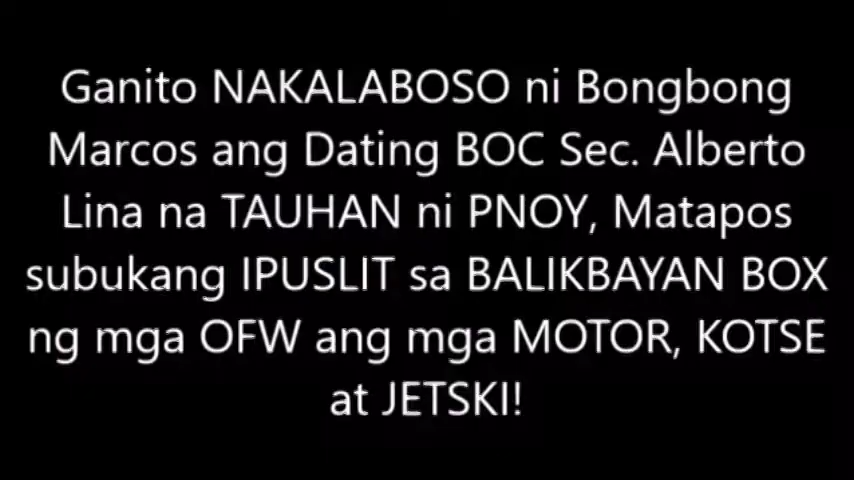 Ganito NAKALABOSO ni Bongbong
Marcos ang Dating BOC Sec. Alberto
Lina na TAUHAN ni PNOY, Matapos
subukang IPUSLIT sa BALIKBAYAN BOX
ng mga OFW ang mga MOTOR, KOTSE
at JETSKI!